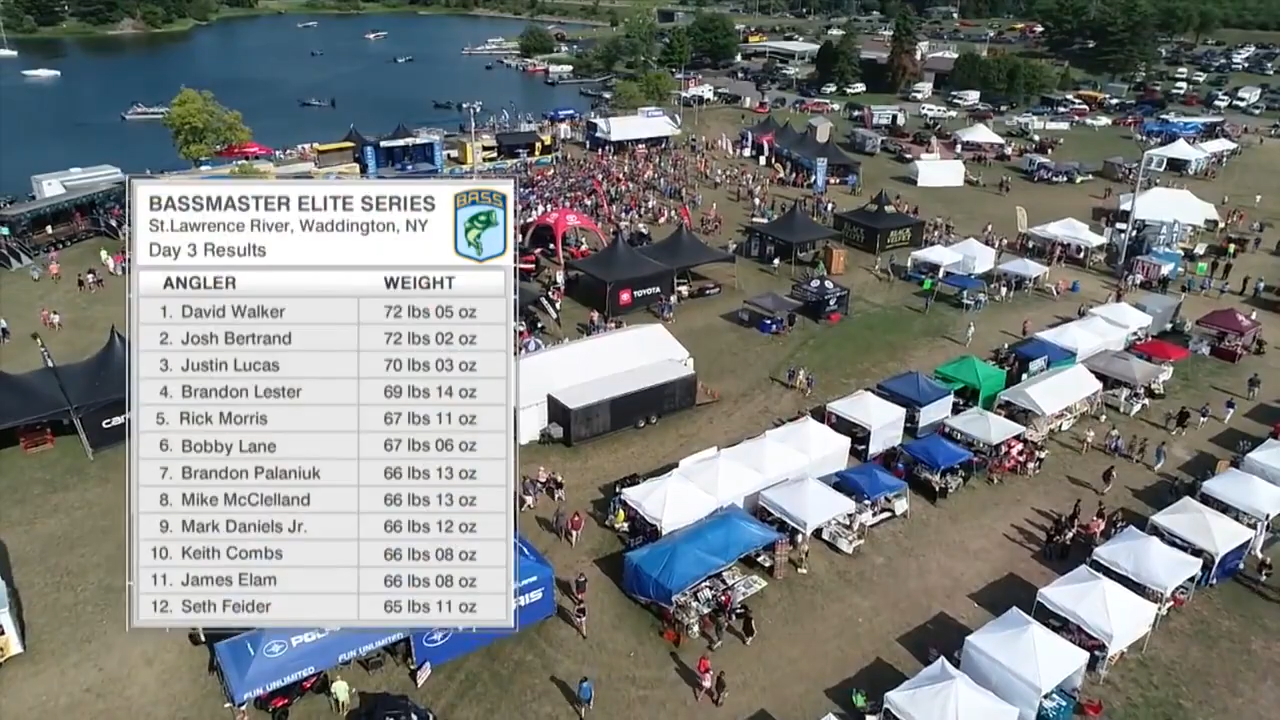 BASSMASTER ELITE SERIES
St.Lawrence River, Waddington, NY
Day 3 Results
BASS
ANGLER WEIGHT
1. David Walker 72 lbs 05 oz
2. Josh Bertrand 72 lbs 02 oz
3. Justin Lucas 70 lbs 03 oz
4. Brandon Lester 69 lbs 14 oz
5. Rick Morris 67 lbs 11 oz
6. Bobby Lane 67 lbs 06 oz
7. Brandon Palaniuk 66 lbs 13 oz
8. Mike McClelland 66 lbs 13 oz
9. Mark Daniels Jr. 66 lbs 12 oz
10. Keith Combs 66 lbs 08 oz
11. James Elam 66 lbs 08 oz
12. Seth Feider 65 lbs 11 oz
TOYOTA
BLACK VELVET
FUN UNLIMITED
FUN UNLIMITED